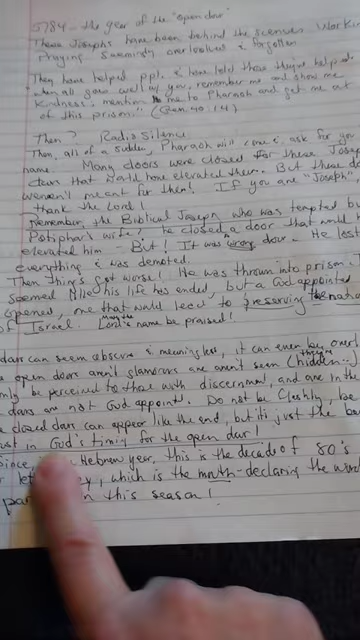 5784 - the year of the "open door"
These Josephs have been behind the scenes working
praying seemingly overlooked & forgotten
They have helped ppl. & have told those they helped
when all goes well w/ you, remember me and show me
kindness, mention me to Pharaoh and get me out
of this prison. (Gen. 40:14)
Then? Radio Silence
Then, all of a sudden, Pharaoh will come & ask for you
name. Many doors were closed for these Josephs
doors that would have elevated them. But these doors
weren't meant for them! If you are "Joseph",
thank the Lord!
Remember the Biblical Joseph who was tempted by
Potiphar's wife? he closed a door that would have
elevated him - But! It was wrong door. He lost
everything & was demoted.
Then things got worse! He was thrown into prison. It
seemed like his life has ended, but a God appointed
opened, one that would lead to preserving the nation
of Israel. Lord's name be praised!
doors can seem obscure & meaningless, it can even be overl
open doors aren't glamorous are aren't seen (hidden..) they're
only be perceived to those with discernment, and are in the
doors are not God appoint. Do not be fleshly, be
closed doors can appear like the end, but it's just the be
in God's timing for the open door!
Since Hebrew year, this is the decade of 80's
which is the mouth - declaring the word
in this season!